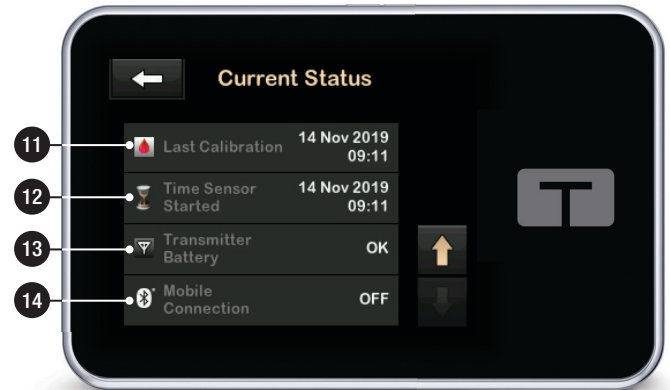 Current Status
11
Last Calibration
14 Nov 2019
09:11
12
Time Sensor
Started
14 Nov 2019
09:11
13
Transmitter
Battery
OK
14
Mobile
Connection
OFF